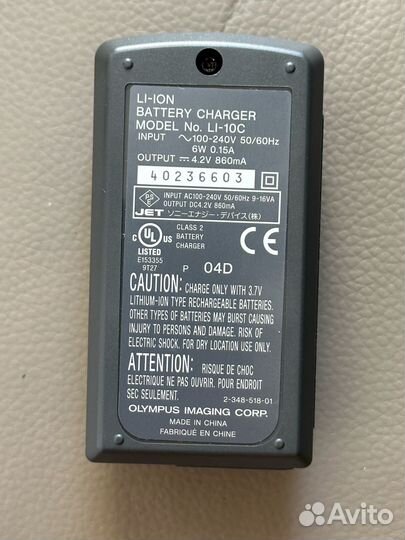 LI-ION
BATTERY CHARGER
MODEL No. LI-10C
INPUT ～100-240V 50/60Hz
6W 0.15A
OUTPUT ⎓4.2V 860mA
40236603
PS E
INPUT AC100-240V 50/60Hz 9-16VA
OUTPUT DC4.2V 860mA
JET ソニーエナジー・デバイス(株)
c UL us
LISTED
E153355
9T27
CLASS 2
BATTERY
CHARGER
CE
P 04D
CAUTION: CHARGE ONLY WITH 3.7V
LITHIUM-ION TYPE RECHARGEABLE BATTERIES.
OTHER TYPES OF BATTERIES MAY BURST CAUSING
INJURY TO PERSONS AND DAMAGE. RISK OF
ELECTRIC SHOCK. FOR DRY LOCATION USE ONLY.
ATTENTION: RISQUE DE CHOC
ELECTRIQUE NE PAS OUVRIR. POUR ENDROIT
SEC SEULEMENT.
2-348-518-01
OLYMPUS IMAGING CORP.
MADE IN CHINA
FABRIQUÉ EN CHINE
Avito